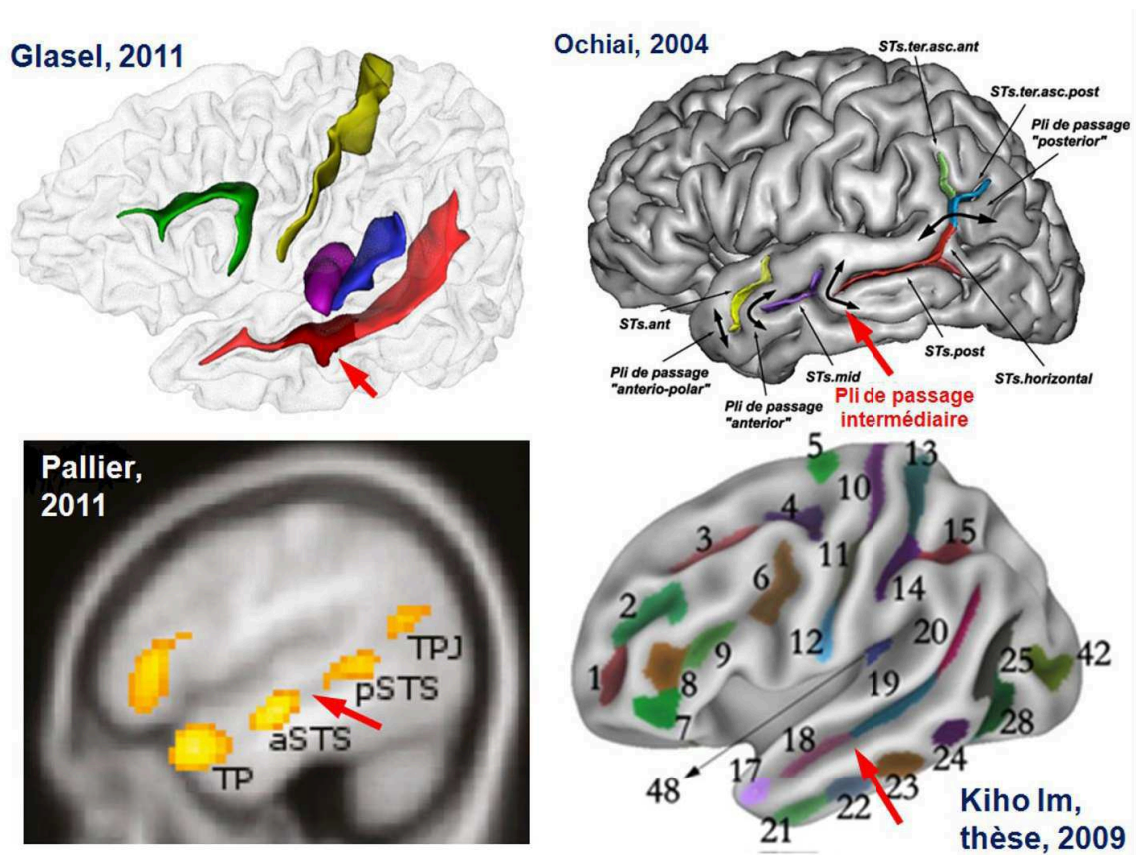 Glasel, 2011
Ochiai, 2004
STs.ter.asc.ant
STs.ter.asc.post
Pli de passage
"posterior"
STs.ant
Pli de passage
"anterio-polar"
Pli de passage
"anterior"
STs.mid
STs.post
STs.horizontal
Pli de passage
intermédiaire
Pallier,
2011
TPJ
pSTS
aSTS
TP
5
13
10
4
3
15
11
6
14
2
12
20
9
25
42
1
8
19
7
28
18
24
17
48
23
22
21
Kiho Im,
thèse, 2009